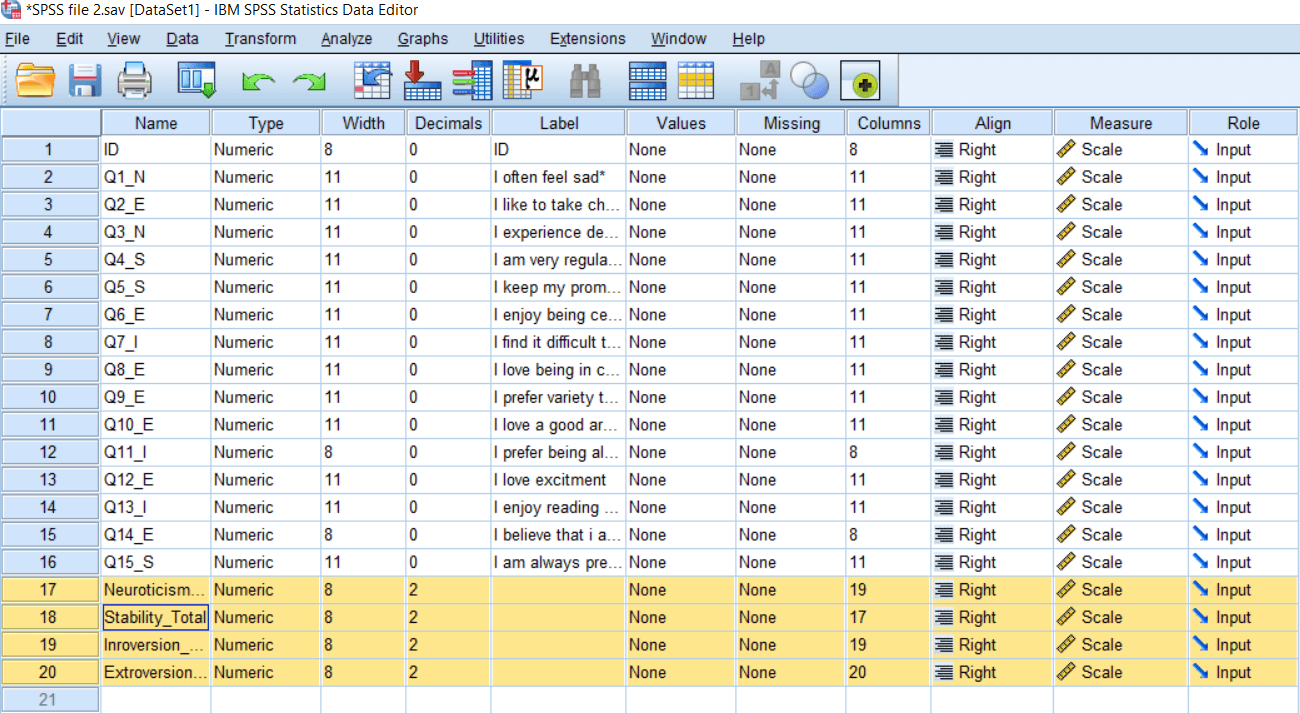 *SPSS file 2.sav [DataSet1] - IBM SPSS Statistics Data Editor
File Edit View Data Transform Analyze Graphs Utilities Extensions Window Help
A
1
µ
Name Type Width Decimals Label Values Missing Columns Align Measure Role
1 ID Numeric 8 0 ID None None 8 Right Scale Input
2 Q1_N Numeric 11 0 I often feel sad* None None 11 Right Scale Input
3 Q2_E Numeric 11 0 I like to take ch... None None 11 Right Scale Input
4 Q3_N Numeric 11 0 I experience de... None None 11 Right Scale Input
5 Q4_S Numeric 11 0 I am very regula... None None 11 Right Scale Input
6 Q5_S Numeric 11 0 I keep my prom... None None 11 Right Scale Input
7 Q6_E Numeric 11 0 I enjoy being ce... None None 11 Right Scale Input
8 Q7_I Numeric 11 0 I find it difficult t... None None 11 Right Scale Input
9 Q8_E Numeric 11 0 I love being in c... None None 11 Right Scale Input
10 Q9_E Numeric 11 0 I prefer variety t... None None 11 Right Scale Input
11 Q10_E Numeric 11 0 I love a good ar... None None 11 Right Scale Input
12 Q11_I Numeric 8 0 I prefer being al... None None 8 Right Scale Input
13 Q12_E Numeric 11 0 I love excitment None None 11 Right Scale Input
14 Q13_I Numeric 11 0 I enjoy reading ... None None 11 Right Scale Input
15 Q14_E Numeric 8 0 I believe that i a... None None 8 Right Scale Input
16 Q15_S Numeric 11 0 I am always pre... None None 11 Right Scale Input
17 Neuroticism... Numeric 8 2 None None 19 Right Scale Input
18 Stability_Total Numeric 8 2 None None 17 Right Scale Input
19 Inroversion_... Numeric 8 2 None None 19 Right Scale Input
20 Extroversion... Numeric 8 2 None None 20 Right Scale Input
21